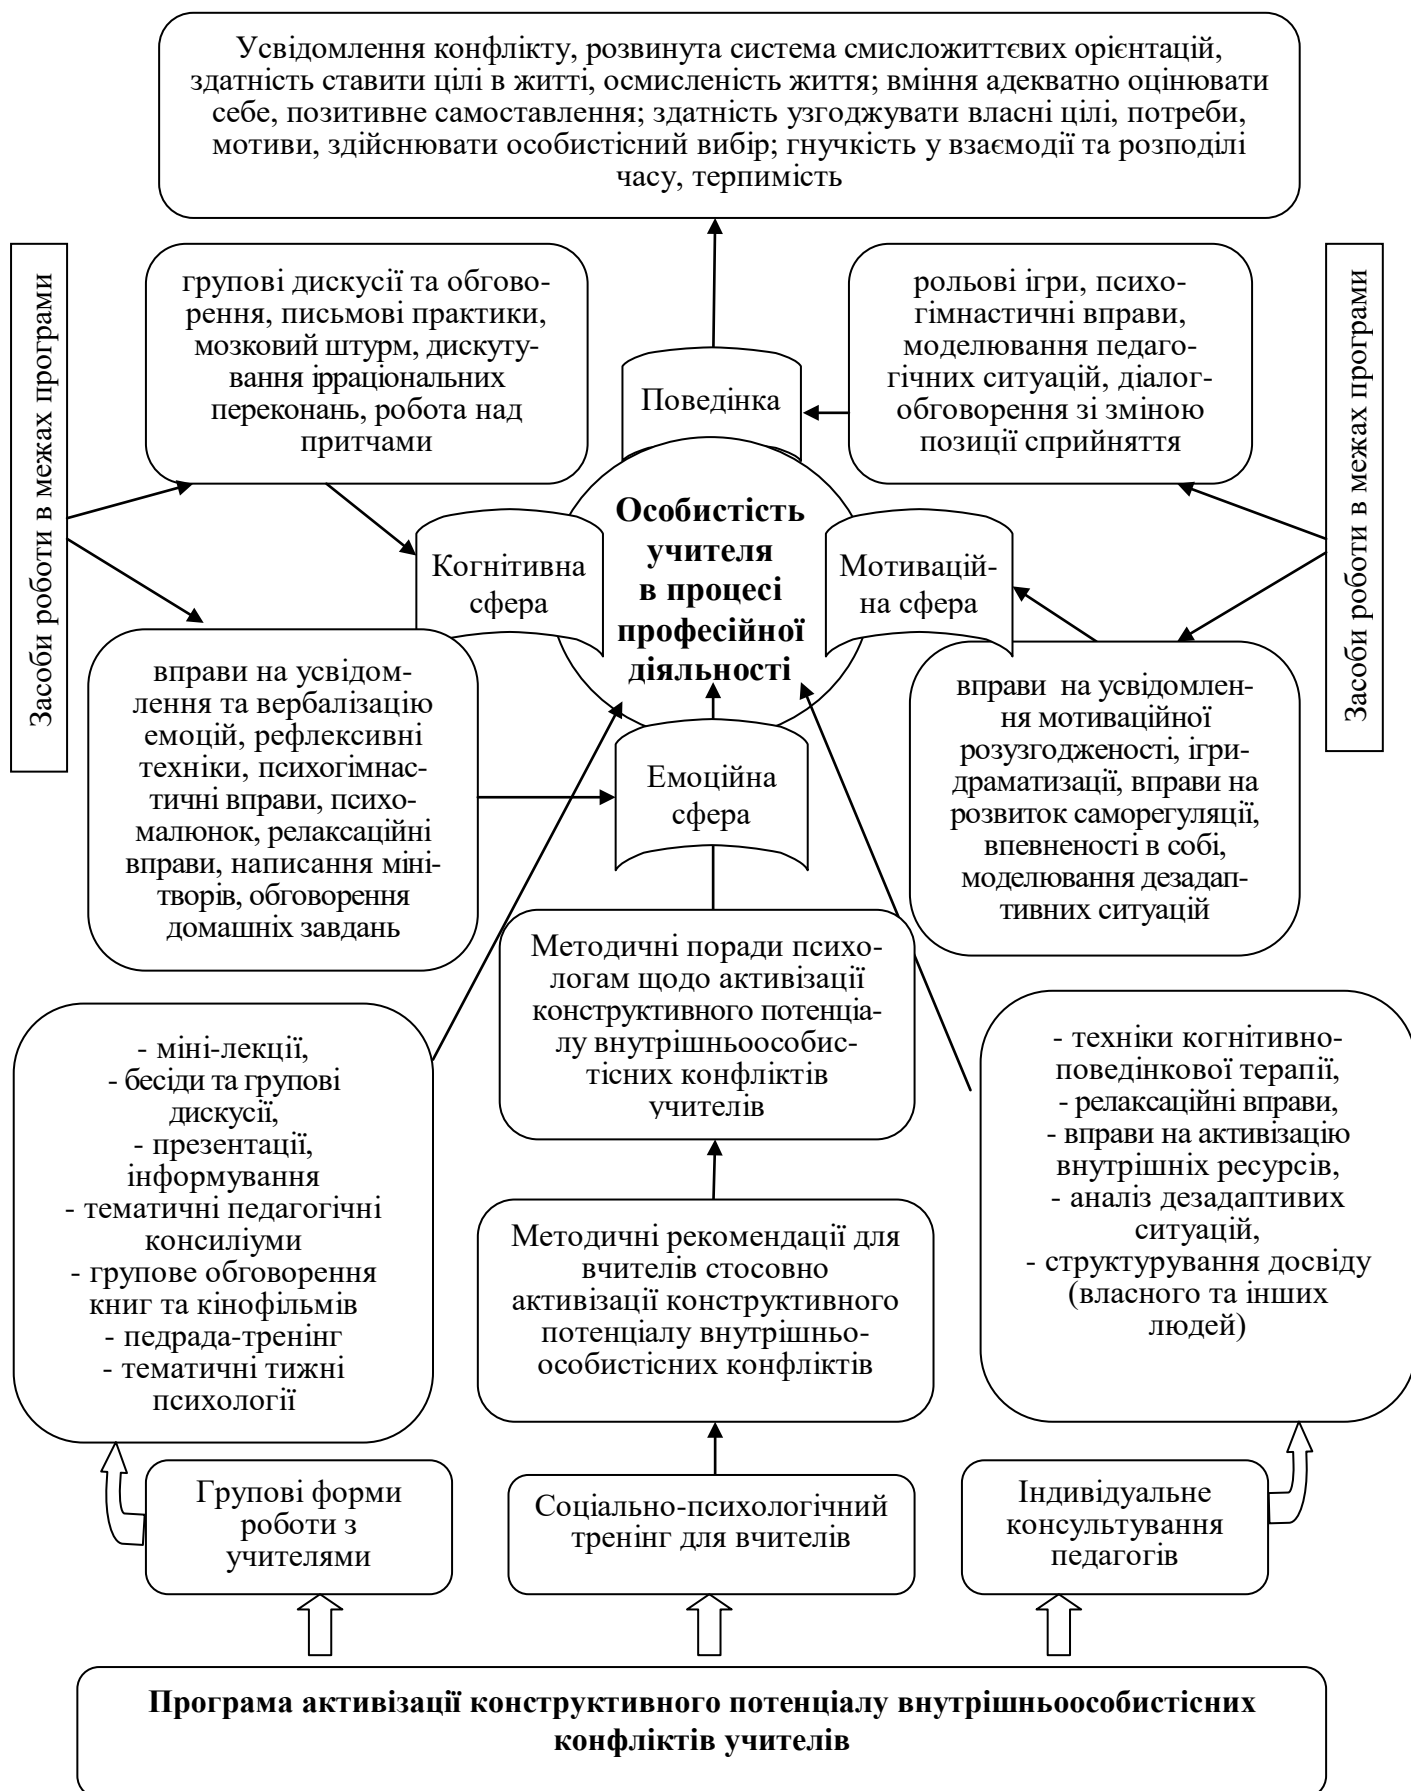 Усвідомлення конфлікту, розвинута система смисложиттєвих орієнтацій,
здатність ставити цілі в житті, осмисленість життя; вміння адекватно оцінювати
себе, позитивне самоставлення; здатність узгоджувати власні цілі, потреби,
мотиви, здійснювати особистісний вибір; гнучкість у взаємодії та розподілі
часу, терпимість
Засоби роботи в межах програми
групові дискусії та обгово-
рення, письмові практики,
мозковий штурм, дискуту-
вання ірраціональних
переконань, робота над
притчами
Поведінка
рольові ігри, психо-
гімнастичні вправи,
моделювання педаго-
гічних ситуацій, діалог-
обговорення зі зміною
позиції сприйняття
Засоби роботи в межах програми
Когнітивна
сфера
Особистість
учителя
в процесі
професійної
діяльності
Мотивацій-
на сфера
вправи на усвідом-
лення та вербалізацію
емоцій, рефлексивні
техніки, психогімнас-
тичні вправи, психо-
малюнок, релаксаційні
вправи, написання міні-
творів, обговорення
домашніх завдань
Емоційна
сфера
вправи на усвідомлен-
ня мотиваційної
розузгодженості, ігри-
драматизації, вправи на
розвиток саморегуляції,
впевненості в собі,
моделювання дезадап-
тивних ситуацій
Методичні поради психо-
логам щодо активізації
конструктивного потенціа-
лу внутрішньоособис-
тісних конфліктів
учителів
- міні-лекції,
- бесіди та групові
дискусії,
- презентації,
інформування
- тематичні педагогічні
консиліуми
- групове обговорення
книг та кінофільмів
- педрада-тренінг
- тематичні тижні
психології
Методичні рекомендації для
вчителів стосовно
активізації конструктивного
потенціалу внутрішньо-
особистісних конфліктів
- техніки когнітивно-
поведінкової терапії,
- релаксаційні вправи,
- вправи на активізацію
внутрішніх ресурсів,
- аналіз дезадаптивих
ситуацій,
- структурування досвіду
(власного та інших
людей)
Групові форми
роботи з
учителями
Соціально-психологічний
тренінг для вчителів
Індивідуальне
консультування
педагогів
Програма активізації конструктивного потенціалу внутрішньоособистісних
конфліктів учителів